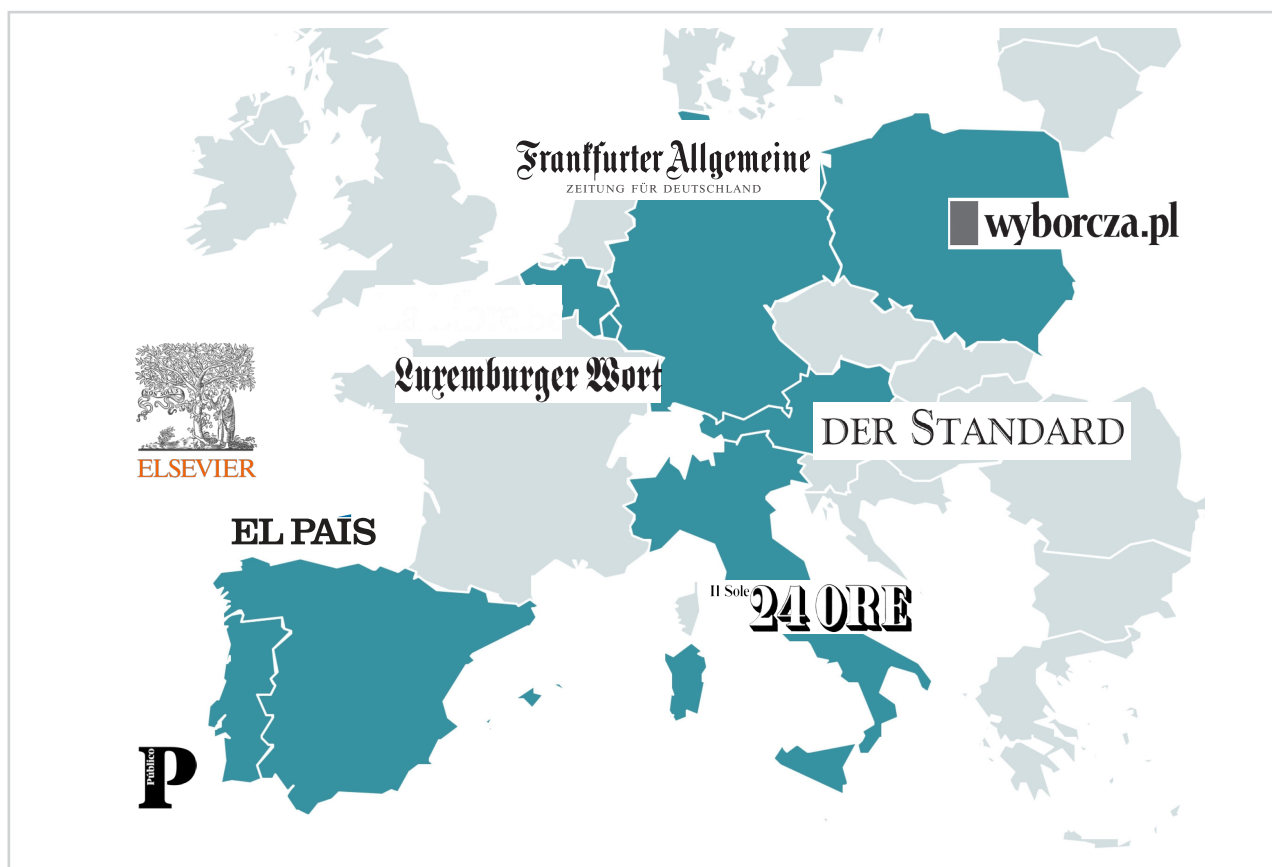 Frankfurter Allgemeine
ZEITUNG FÜR DEUTSCHLAND
wyborcza.pl
Luxemburger Wort
DER STANDARD
ELSEVIER
EL PAÍS
Il Sole
24 ORE
Público
P